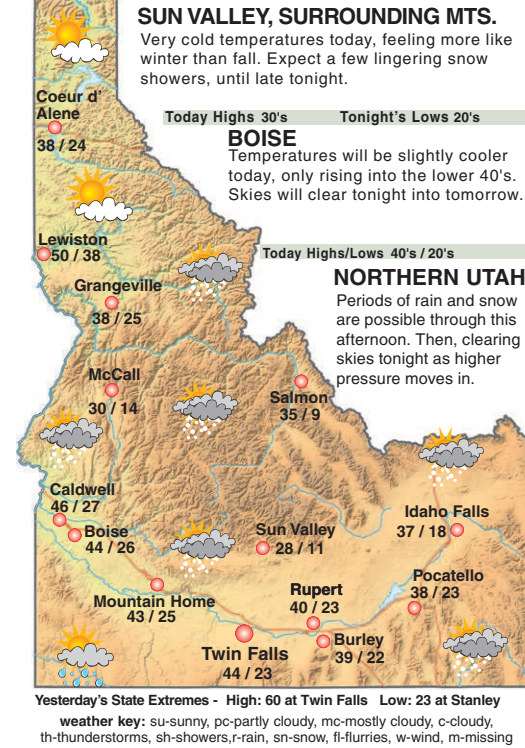 SUN VALLEY, SURROUNDING MTS.
Very cold temperatures today, feeling more like
winter than fall. Expect a few lingering snow
showers, until late tonight.
Today Highs 30's Tonight's Lows 20's
BOISE
Temperatures will be slightly cooler
today, only rising into the lower 40's.
Skies will clear tonight into tomorrow.
Today Highs/Lows 40's / 20's
NORTHERN UTAH
Periods of rain and snow
are possible through this
afternoon. Then, clearing
skies tonight as higher
pressure moves in.
Coeur d'
Alene
38 / 24
Lewiston
50 / 38
Grangeville
38 / 25
McCall
30 / 14
Salmon
35 / 9
Caldwell
46 / 27
Boise
44 / 26
Sun Valley
28 / 11
Idaho Falls
37 / 18
Mountain Home
43 / 25
Rupert
40 / 23
Pocatello
38 / 23
Twin Falls
44 / 23
Burley
39 / 22
Yesterday's State Extremes - High: 60 at Twin Falls Low: 23 at Stanley
weather key: su-sunny, pc-partly cloudy, mc-mostly cloudy, c-cloudy,
th-thunderstorms, sh-showers,r-rain, sn-snow, fl-flurries, w-wind, m-missing